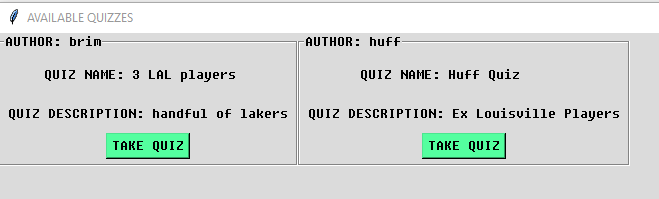 AVAILABLE QUIZZES
AUTHOR: brim
QUIZ NAME: 3 LAL players
QUIZ DESCRIPTION: handful of lakers
TAKE QUIZ
AUTHOR: huff
QUIZ NAME: Huff Quiz
QUIZ DESCRIPTION: Ex Louisville Players
TAKE QUIZ